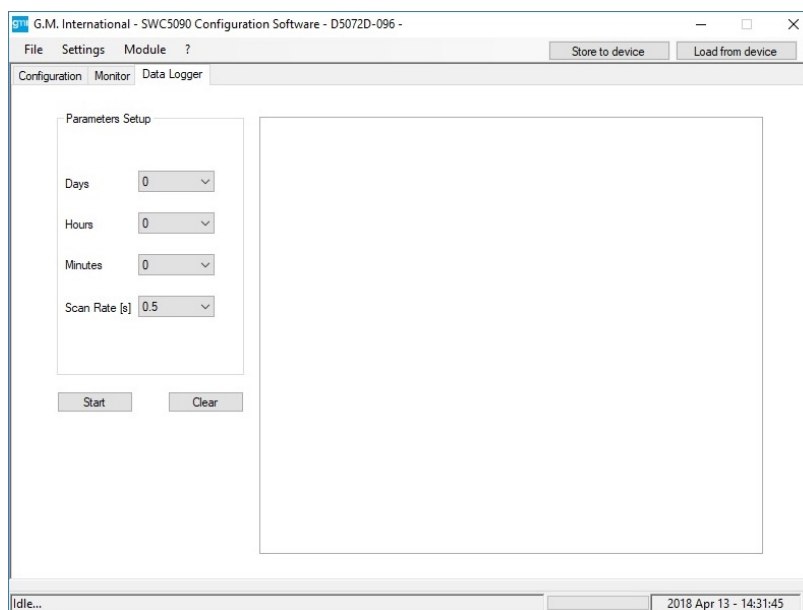 gmi G.M. International - SWC5090 Configuration Software - D5072D-096 -
File Settings Module ?
Store to device Load from device
Configuration Monitor Data Logger
Parameters Setup
Days 0
Hours 0
Minutes 0
Scan Rate [s] 0.5
Start Clear
Idle... 2018 Apr 13 - 14:31:45